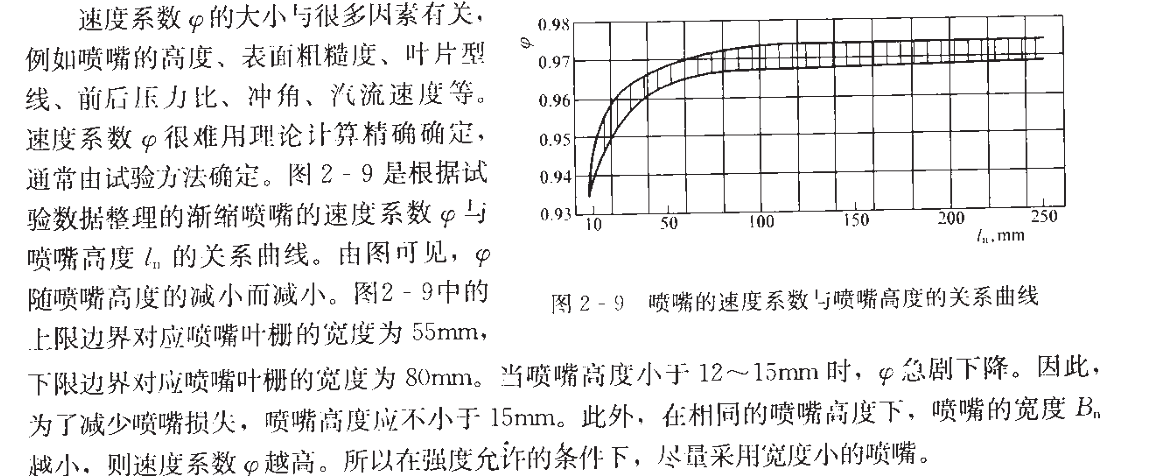 速度系数 φ 的大小与很多因素有关，
例如喷嘴的高度、表面粗糙度、叶片型
线、前后压力比、冲角、汽流速度等。
速度系数 φ 很难用理论计算精确确定，
通常由试验方法确定。图 2-9 是根据试
验数据整理的渐缩喷嘴的速度系数 φ 与
喷嘴高度 lₙ 的关系曲线。由图可见，φ
随喷嘴高度的减小而减小。图2-9中的
上限边界对应喷嘴叶栅的宽度为 55mm，
下限边界对应喷嘴叶栅的宽度为 80mm。当喷嘴高度小于 12～15mm 时，φ 急剧下降。因此，
为了减少喷嘴损失，喷嘴高度应不小于 15mm。此外，在相同的喷嘴高度下，喷嘴的宽度 Bₙ
越小，则速度系数 φ 越高。所以在强度允许的条件下，尽量采用宽度小的喷嘴。
φ
0.98
0.97
0.96
0.95
0.94
0.93
10 50 100 150 200 250
lₙ,mm
图 2-9 喷嘴的速度系数与喷嘴高度的关系曲线